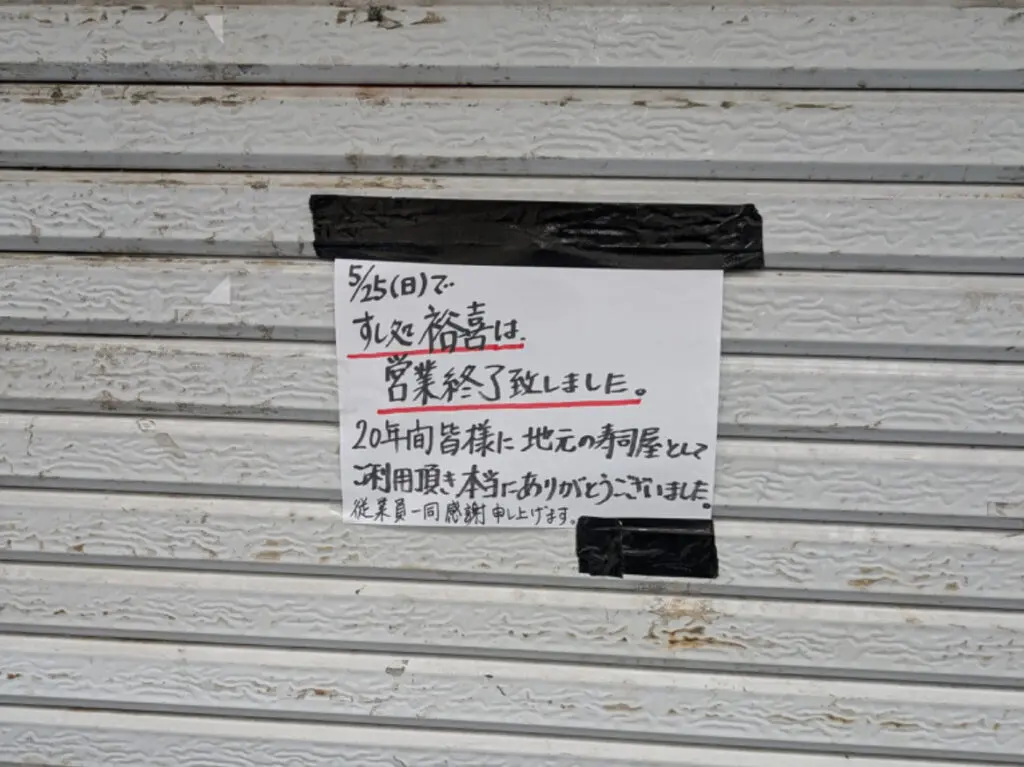 5/25(日)で
すし処 裕喜は
営業終了致しました。
20年間皆様に地元の寿司屋として
ご利用頂き本当にありがとうございました。
従業員一同感謝申し上げます。